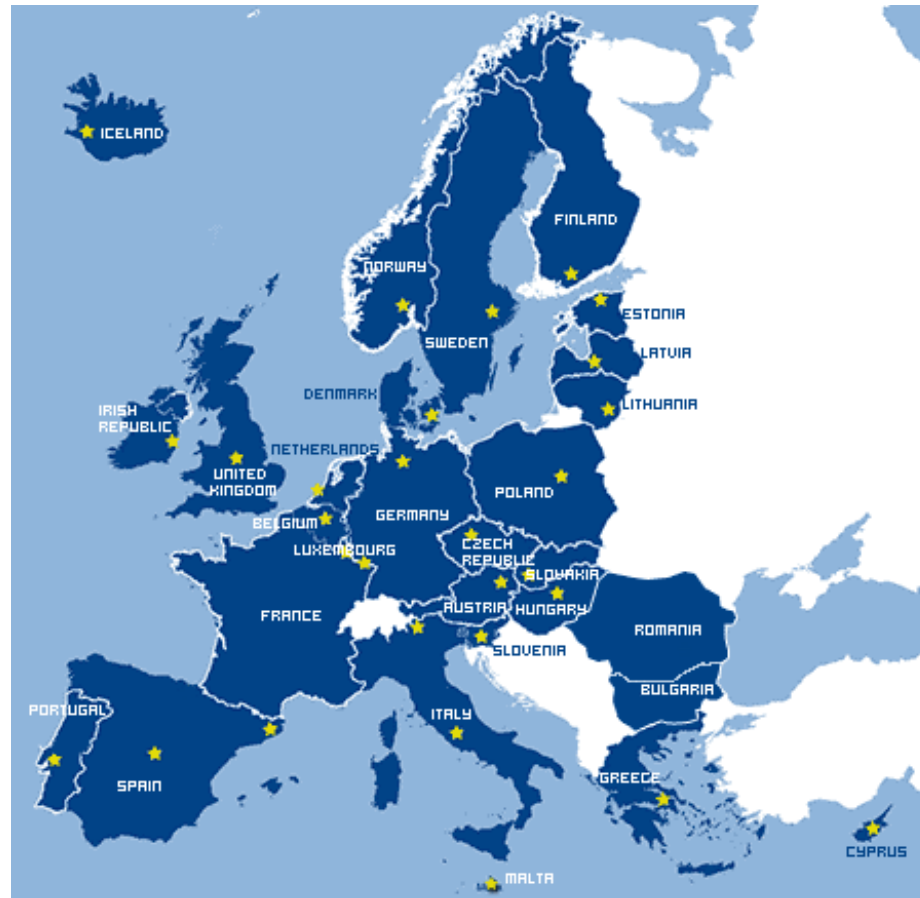 ICELAND
FINLAND
NORWAY
ESTONIA
SWEDEN
LATVIA
DENMARK
LITHUANIA
IRISH
REPUBLIC
NETHERLANDS
UNITED
KINGDOM
POLAND
BELGIUM
GERMANY
CZECH
REPUBLIC
LUXEMBOURG
SLOVAKIA
AUSTRIA
HUNGARY
FRANCE
ROMANIA
SLOVENIA
BULGARIA
PORTUGAL
ITALY
SPAIN
GREECE
CYPRUS
MALTA